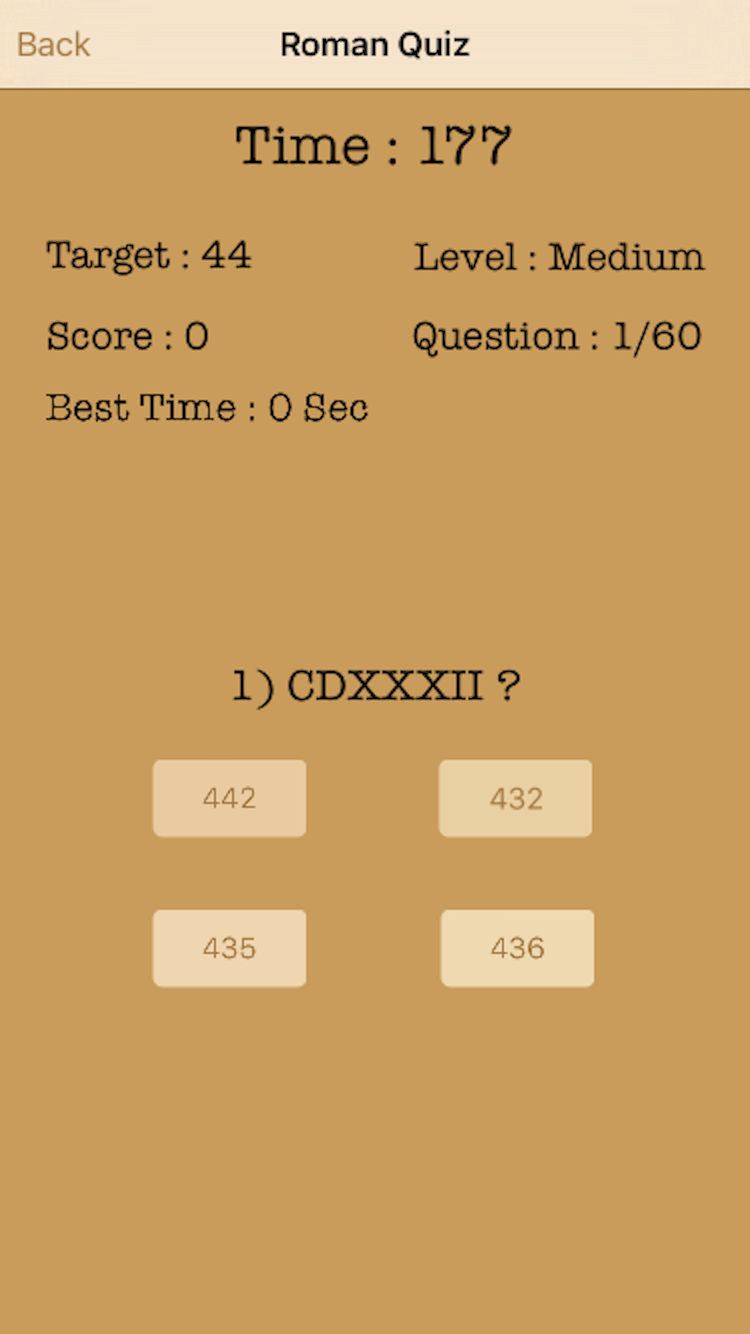 Back Roman Quiz
Time : 177
Target : 44 Level : Medium
Score : 0 Question : 1/60
Best Time : 0 Sec
1) CDXXXII ?
442 432
435 436